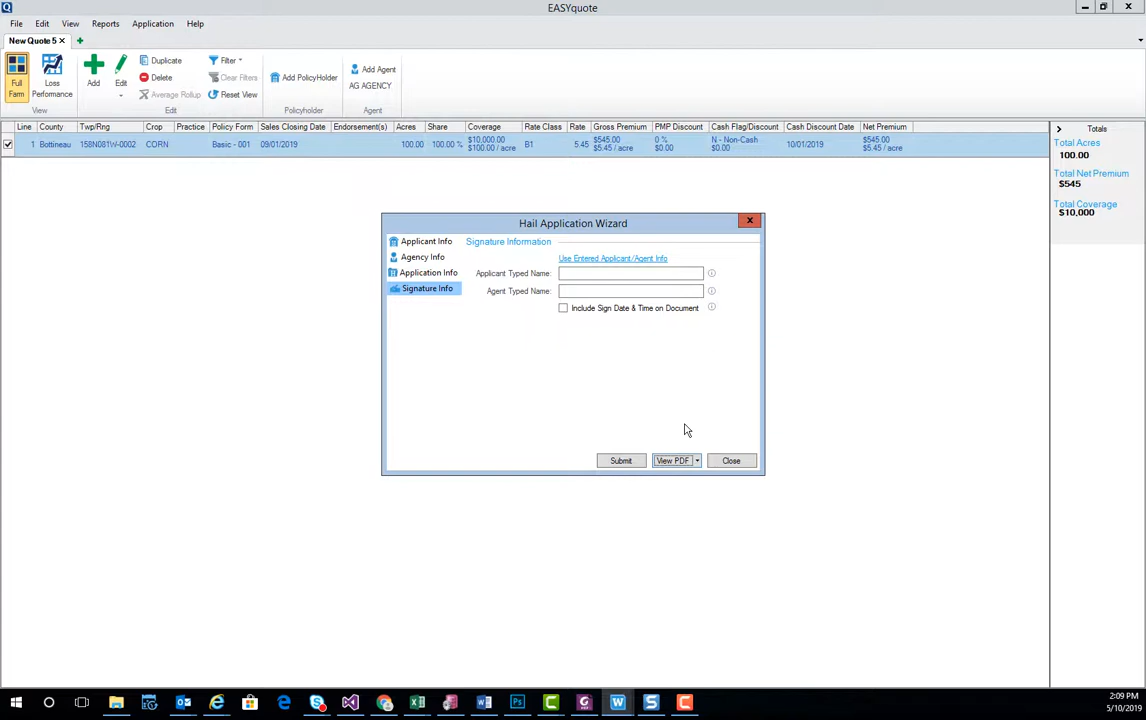 EASYquote
File Edit View Reports Application Help
New Quote 5
Full Farm Loss Performance Add Edit Duplicate Delete Average Rollup Filter Clear Filters Reset View Add PolicyHolder Add Agent AG AGENCY
View Edit Policyholder Agent
Line County Twp/Rng Crop Practice Policy Form Sales Closing Date Endorsement(s) Acres Share Coverage Rate Class Rate Gross Premium PMP Discount Cash Flag/Discount Cash Discount Date Net Premium
1 Bottineau 158N081W-0002 CORN Basic - 001 09/01/2019 100.00 100.00 % $10,000.00 B1 5.45 $545.00 0 % N - Non-Cash 10/01/2019 $545.00
$100.00 / acre $5.45 / acre $0.00 $0.00 $5.45 / acre
Totals
Total Acres
100.00
Total Net Premium
$545
Total Coverage
$10,000
Hail Application Wizard
X
Applicant Info
Agency Info
Application Info
Signature Info
Signature Information
Use Entered Applicant/Agent Info
Applicant Typed Name:
Agent Typed Name:
Include Sign Date & Time on Document
Submit View PDF Close
2:09 PM
5/10/2019